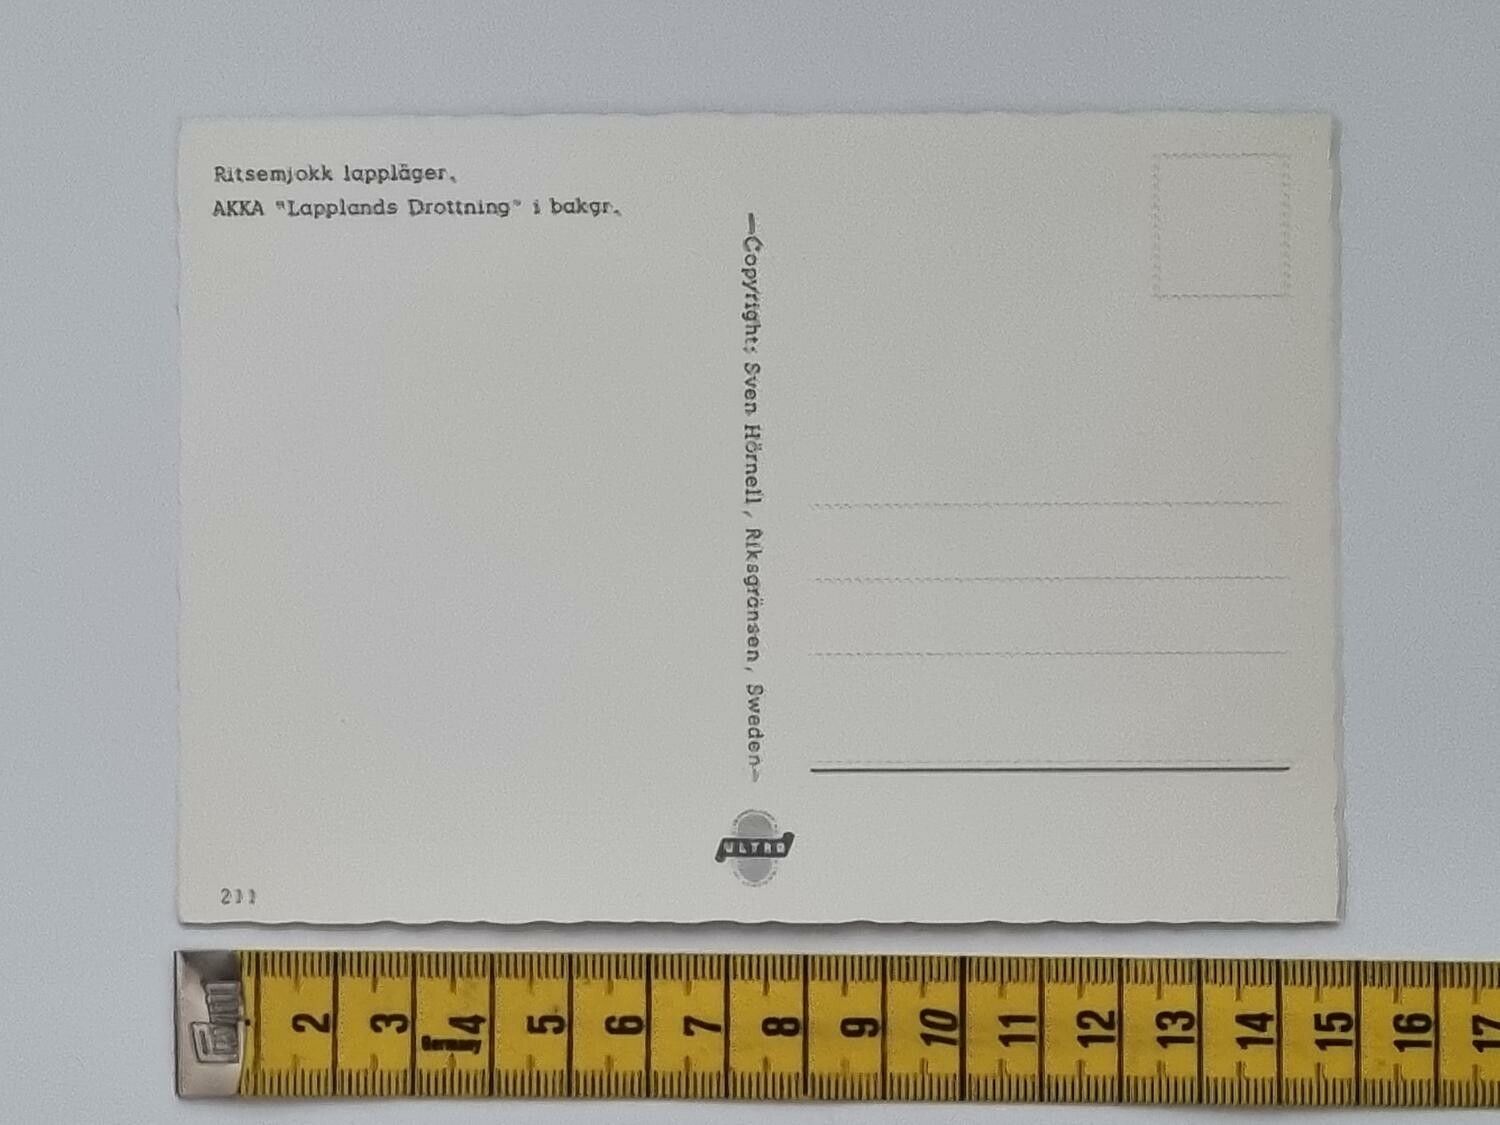 Ritsemjokk lappläger.
AKKA "Lapplands Drottning" i bakgr.
—Copyright: Sven Hörnell, Riksgränsen, Sweden—
ULTRA
211
2 3 4 5 6 7 8 9 10 11 12 13 14 15 16 17
Germany